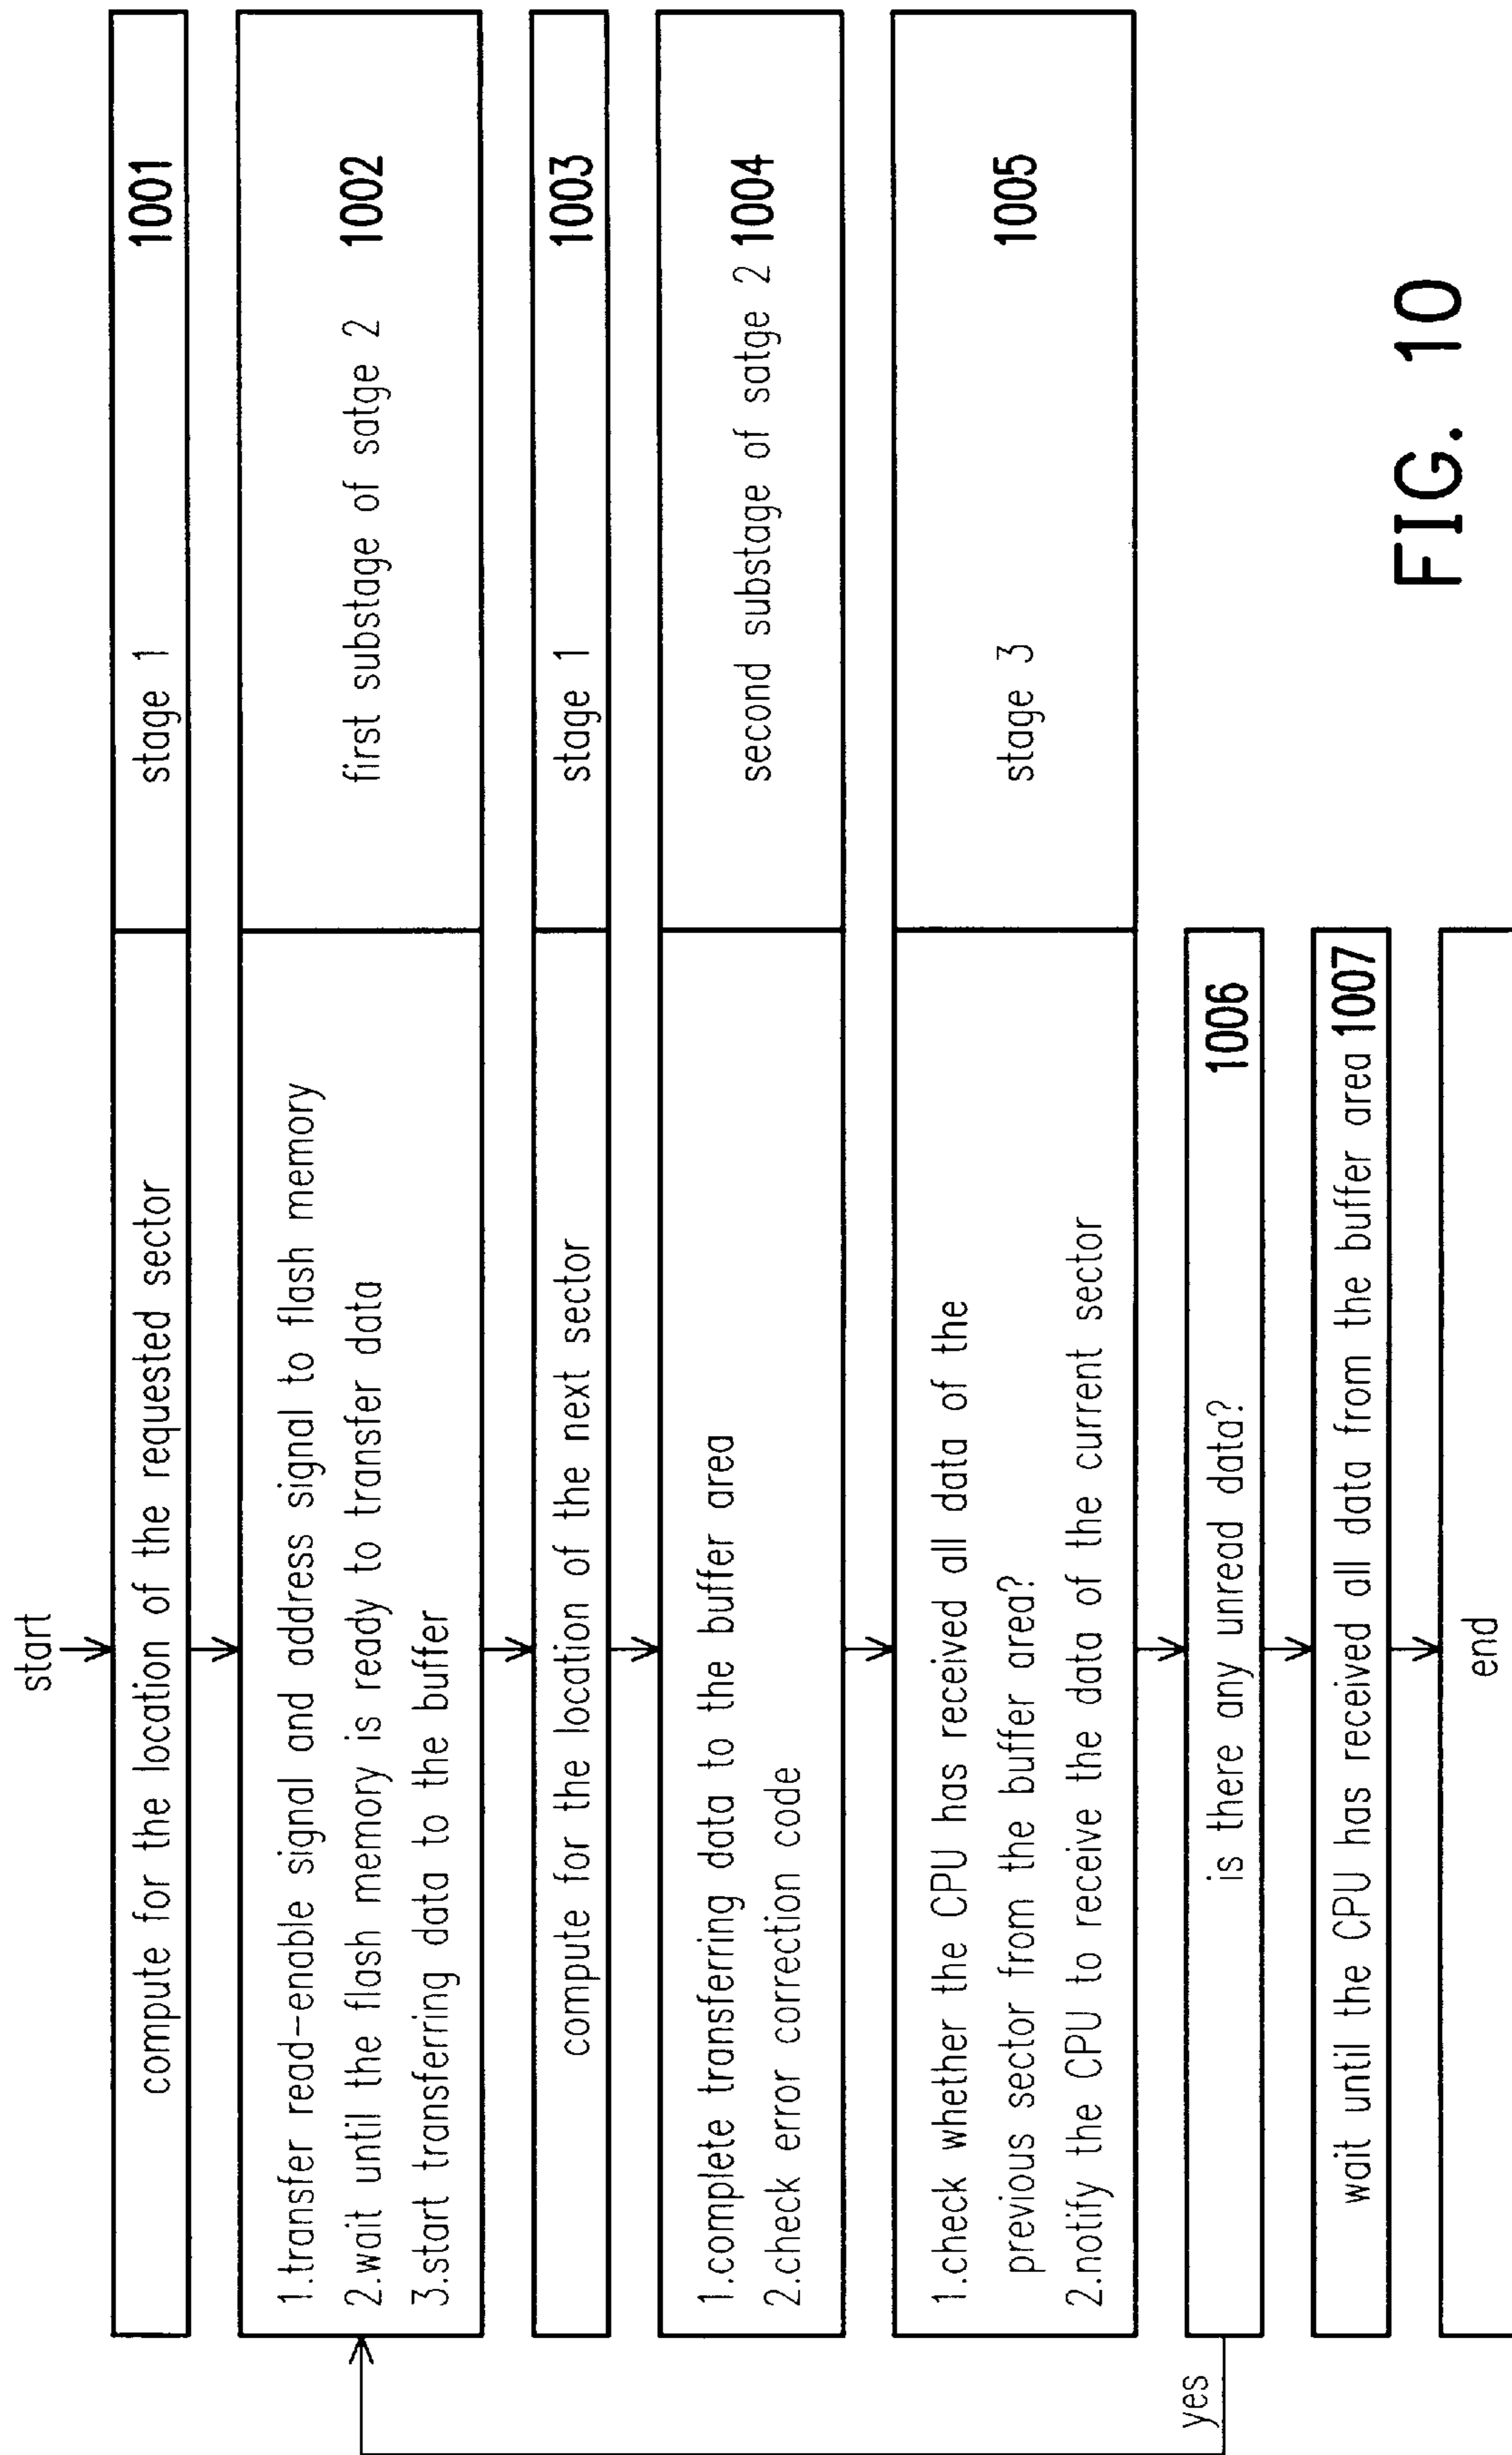 start
compute for the location of the requested sector stage 1 1001
1.transfer read-enable signal and address signal to flash memory
2.wait until the flash memory is ready to transfer data first substage of satge 2 1002
3.start transferring data to the buffer
compute for the location of the next sector stage 1 1003
1.complete transferring data to the buffer area second substage of satge 2 1004
2.check error correction code
1.check whether the CPU has received all data of the
previous sector from the buffer area? stage 3 1005
2.notify the CPU to receive the data of the current sector
yes
is there any unread data? 1006
wait until the CPU has received all data from the buffer area 1007
end
FIG. 10